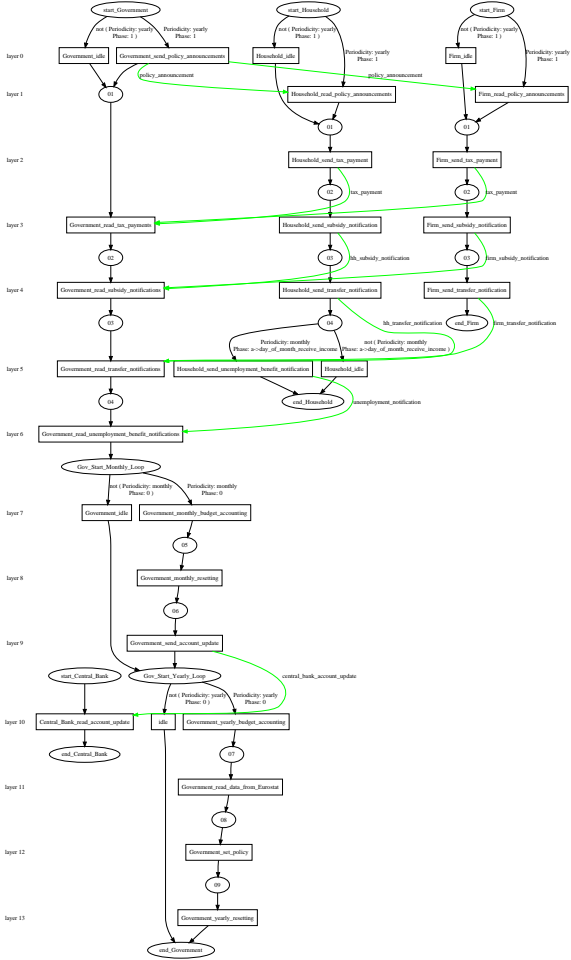 start_Government
start_Household
start_Firm
not ( Periodicity: yearly
Phase: 1 )
Periodicity: yearly
Phase: 1
not ( Periodicity: yearly
Phase: 1 )
Periodicity: yearly
Phase: 1
not ( Periodicity: yearly
Phase: 1 )
Periodicity: yearly
Phase: 1
layer 0
Government_idle
Government_send_policy_announcements
Household_idle
Firm_idle
policy_announcement
policy_announcement
layer 1
01
Household_read_policy_announcements
Firm_read_policy_announcements
01
01
layer 2
Household_send_tax_payment
Firm_send_tax_payment
02
tax_payment
02
tax_payment
layer 3
Government_read_tax_payments
Household_send_subsidy_notification
Firm_send_subsidy_notification
02
03
hh_subsidy_notification
03
firm_subsidy_notification
layer 4
Government_read_subsidy_notifications
Household_send_transfer_notification
Firm_send_transfer_notification
03
04
hh_transfer_notification
end_Firm
firm_transfer_notification
Periodicity: monthly
Phase: a->day_of_month_receive_income
not ( Periodicity: monthly
Phase: a->day_of_month_receive_income )
layer 5
Government_read_transfer_notifications
Household_send_unemployment_benefit_notification
Household_idle
04
end_Household
unemployment_notification
layer 6
Government_read_unemployment_benefit_notifications
Gov_Start_Monthly_Loop
not ( Periodicity: monthly
Phase: 0 )
Periodicity: monthly
Phase: 0
layer 7
Government_idle
Government_monthly_budget_accounting
05
layer 8
Government_monthly_resetting
06
layer 9
Government_send_account_update
start_Central_Bank
Gov_Start_Yearly_Loop
central_bank_account_update
not ( Periodicity: yearly
Phase: 0 )
Periodicity: yearly
Phase: 0
layer 10
Central_Bank_read_account_update
idle
Government_yearly_budget_accounting
end_Central_Bank
07
layer 11
Government_read_data_from_Eurostat
08
layer 12
Government_set_policy
09
layer 13
Government_yearly_resetting
end_Government